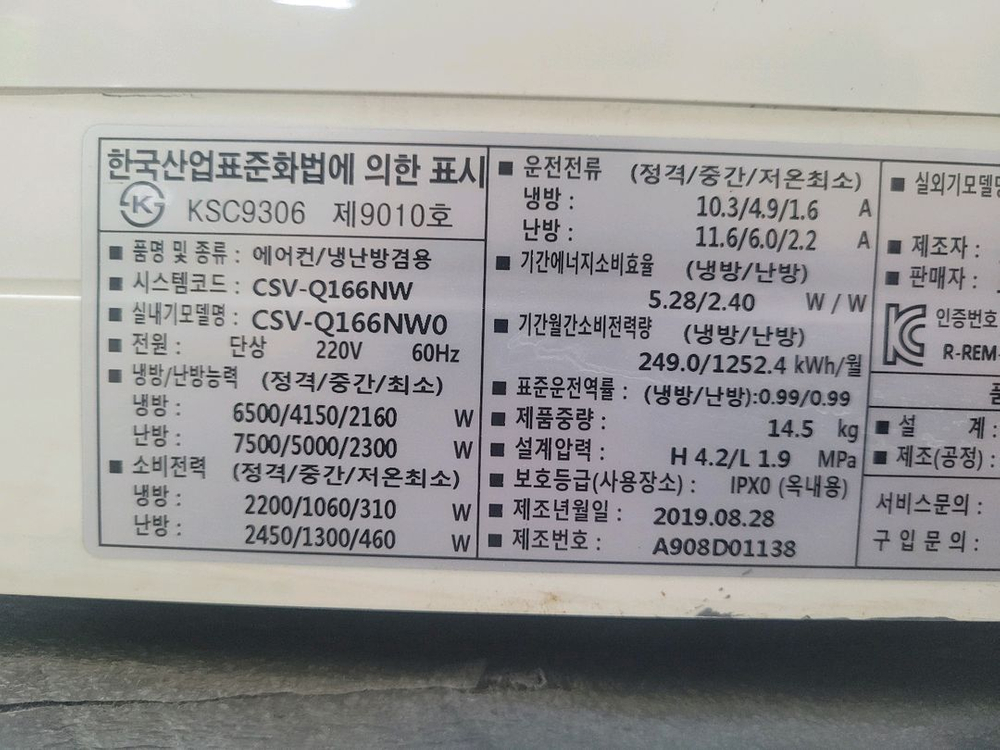 한국산업표준화법에 의한 표시
KSC9306 제9010호
■ 품명 및 종류 : 에어컨/냉난방겸용
■ 시스템코드 : CSV-Q166NW
■ 실내기모델명 : CSV-Q166NW0
■ 전원 : 단상 220V 60Hz
■ 냉방/난방능력 (정격/중간/최소)
냉방 : 6500/4150/2160 W
난방 : 7500/5000/2300 W
■ 소비전력 (정격/중간/저온최소)
냉방 : 2200/1060/310 W
난방 : 2450/1300/460 W
■ 운전전류 (정격/중간/저온최소)
냉방 : 10.3/4.9/1.6 A
난방 : 11.6/6.0/2.2 A
■ 기간에너지소비효율 (냉방/난방)
5.28/2.40 W/W
■ 기간월간소비전력량 (냉방/난방)
249.0/1252.4 kWh/월
■ 표준운전역률 : (냉방/난방):0.99/0.99
■ 제품중량 : 14.5 kg
■ 설계압력 : H 4.2/L 1.9 MPa
■ 보호등급(사용장소) : IPX0 (옥내용)
■ 제조년월일 : 2019.08.28
■ 제조번호 : A908D01138
■ 실외기모델명
■ 제조자 :
■ 판매자 :
인증번호
R-REM-
■ 설 계 :
■ 제조(공정) :
서비스문의 :
구입문의 :